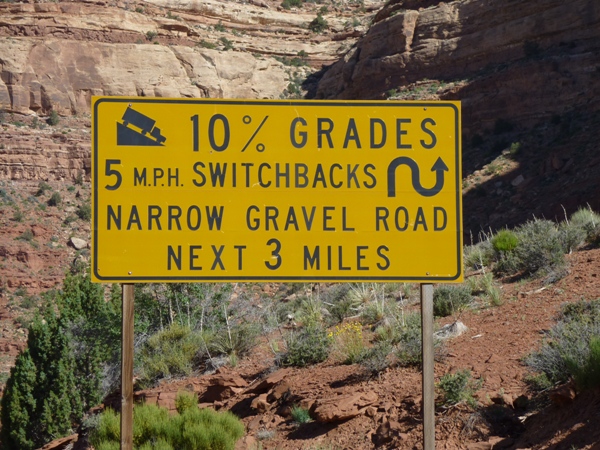 10% GRADES
5 M.P.H. SWITCHBACKS
NARROW GRAVEL ROAD
NEXT 3 MILES